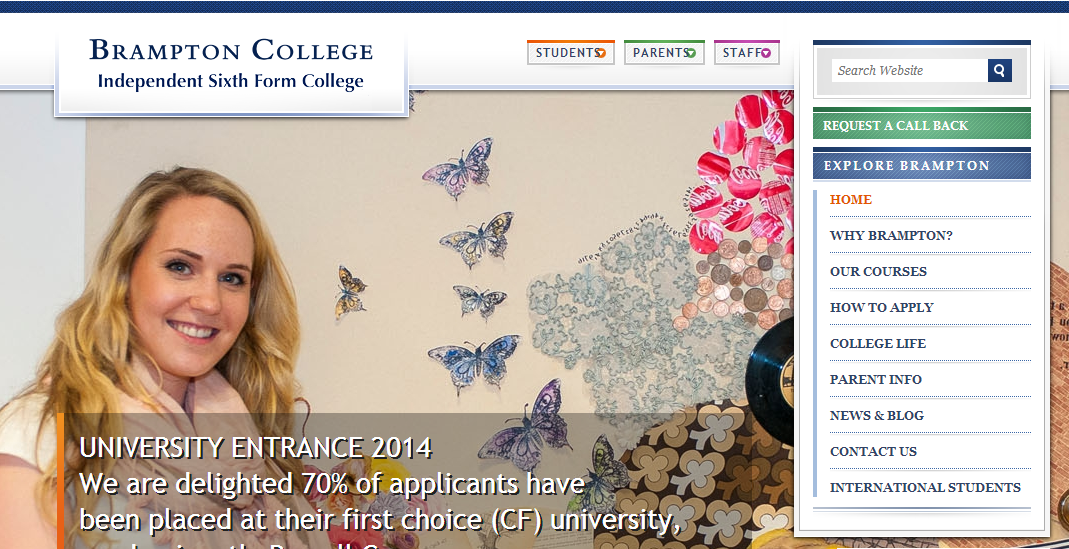 BRAMPTON COLLEGE
Independent Sixth Form College
STUDENTS
PARENTS
STAFF
Search Website
REQUEST A CALL BACK
EXPLORE BRAMPTON
HOME
WHY BRAMPTON?
OUR COURSES
HOW TO APPLY
COLLEGE LIFE
PARENT INFO
NEWS & BLOG
CONTACT US
INTERNATIONAL STUDENTS
UNIVERSITY ENTRANCE 2014
We are delighted 70% of applicants have
been placed at their first choice (CF) university,